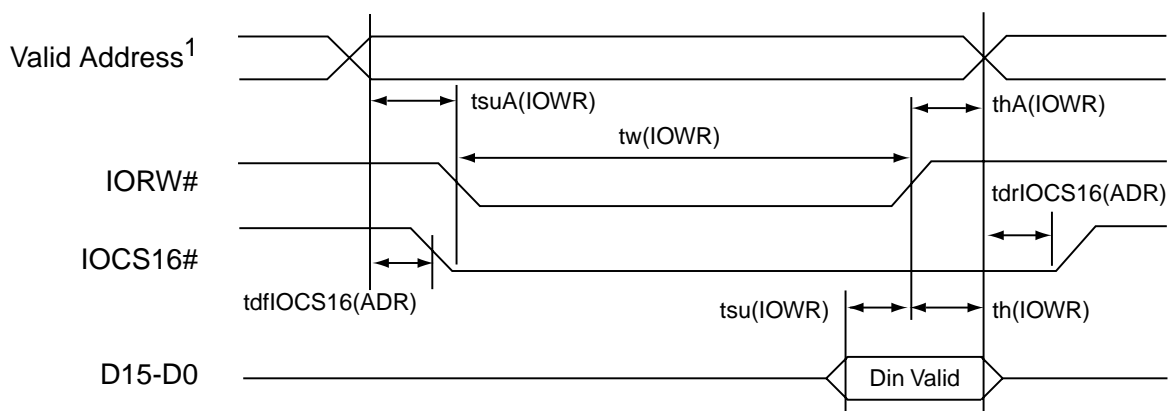 Valid Address1
tsuA(IOWR)
thA(IOWR)
tw(IOWR)
IORW#
tdrIOCS16(ADR)
IOCS16#
tdfIOCS16(ADR)
tsu(IOWR)
th(IOWR)
D15-D0
Din Valid